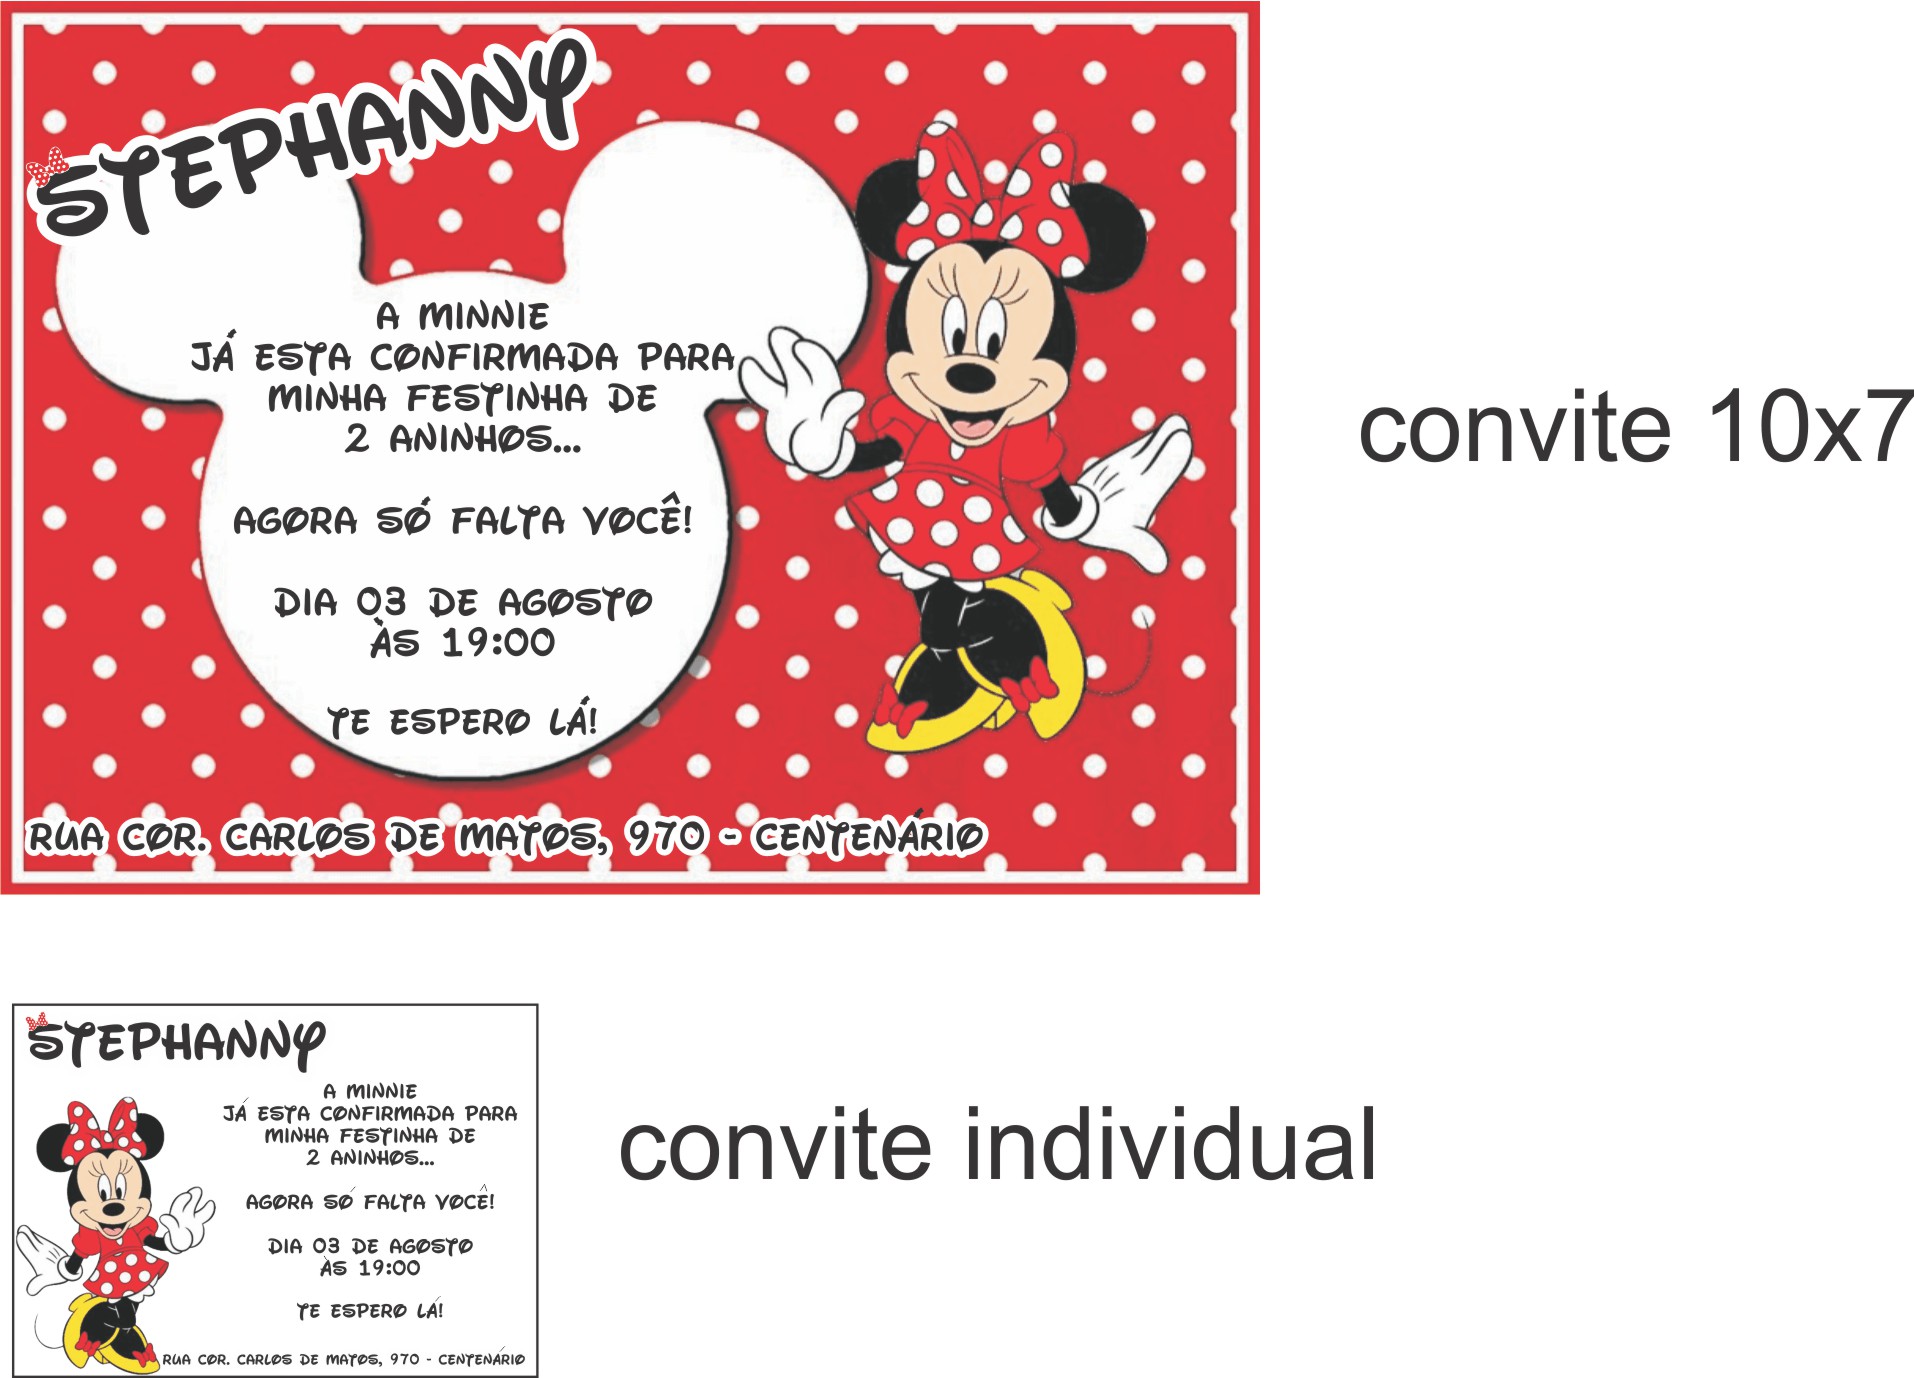 STEPHANNY
A MINNIE
JÁ ESTA CONFIRMADA PARA
MINHA FESTINHA DE
2 ANINHOS...
AGORA SÓ FALTA VOCÊ!
DIA 03 DE AGOSTO
ÀS 19:00
TE ESPERO LÁ!
RUA COR. CARLOS DE MATOS, 970 - CENTENÁRIO
convite 10x7
STEPHANNY
A MINNIE
JÁ ESTA CONFIRMADA PARA
MINHA FESTINHA DE
2 ANINHOS...
AGORA SÓ FALTA VOCÊ!
DIA 03 DE AGOSTO
ÀS 19:00
TE ESPERO LÁ!
RUA COR. CARLOS DE MATOS, 970 - CENTENÁRIO
convite individual